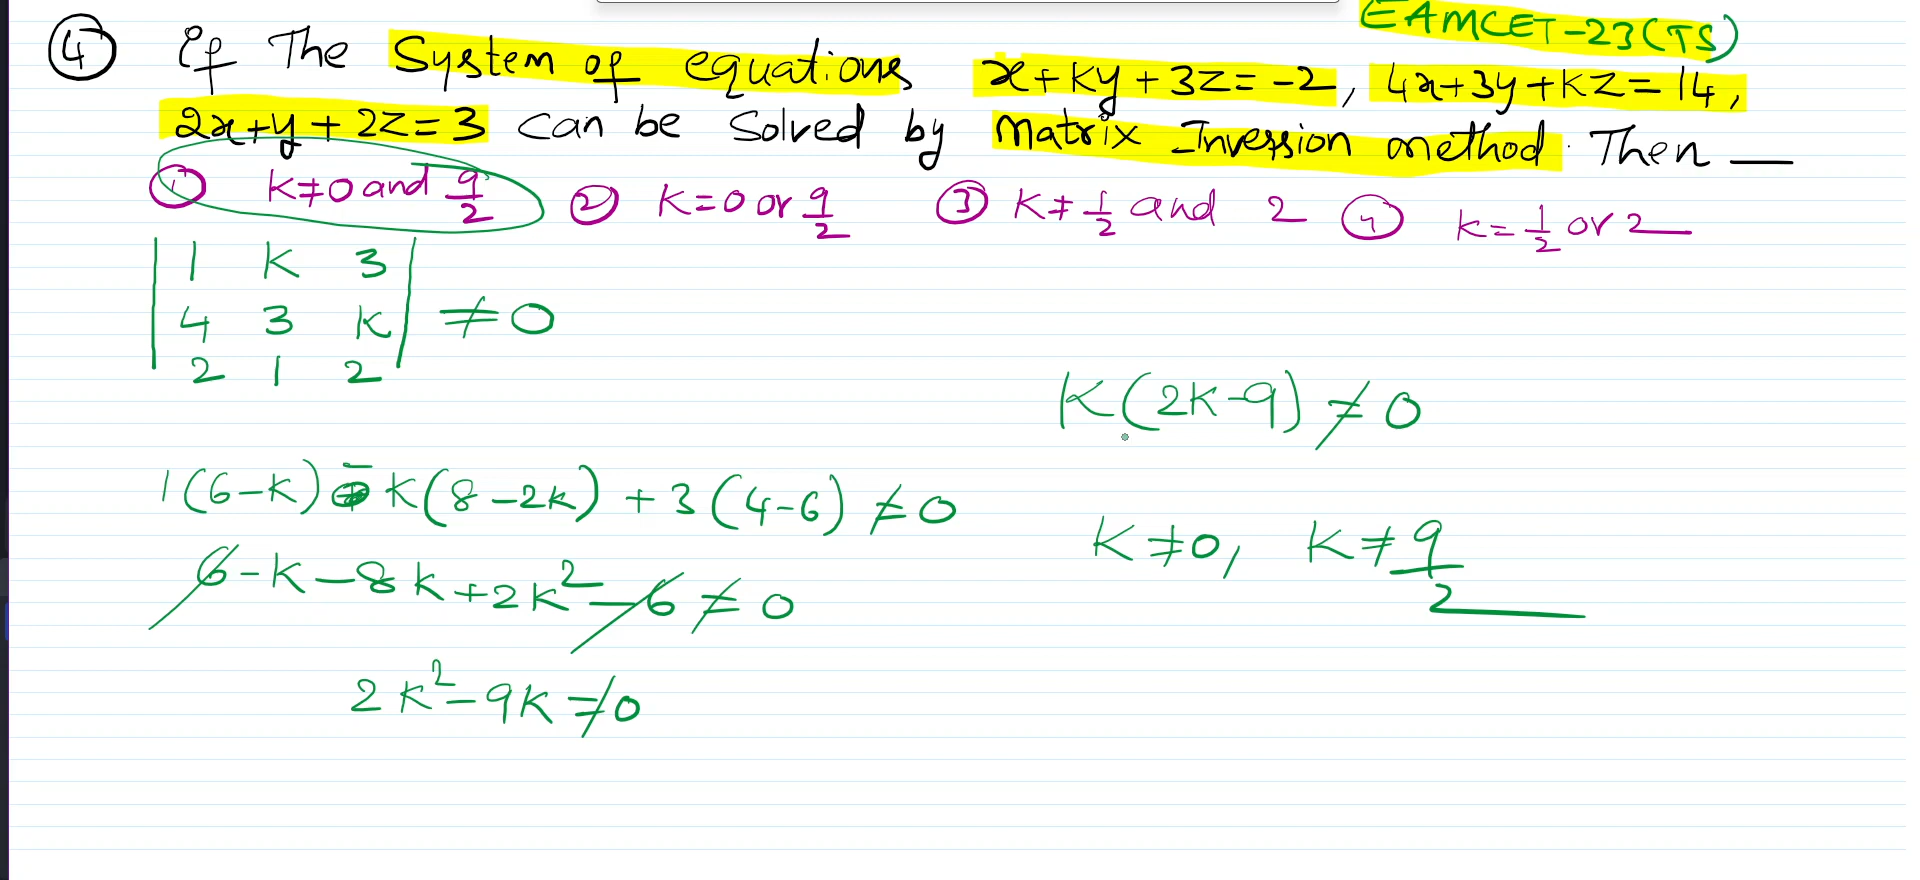 EAMCET-23(TS)
④ If The System of equations x+ky+3z=-2, 4x+3y+kz=14,
2x+y+2z=3 can be Solved by Matrix Inversion method. Then __
① k≠0 and 9/2 ② k=0 or 9/2 ③ k≠1/2 and 2 ④ k=1/2 or 2
| 1 k 3 |
| 4 3 k | ≠0
| 2 1 2 |
1(6-k)-k(8-2k)+3(4-6)≠0
6-k-8k+2k²-6≠0
2k²-9k≠0
k(2k-9)≠0
k≠0, k≠9/2